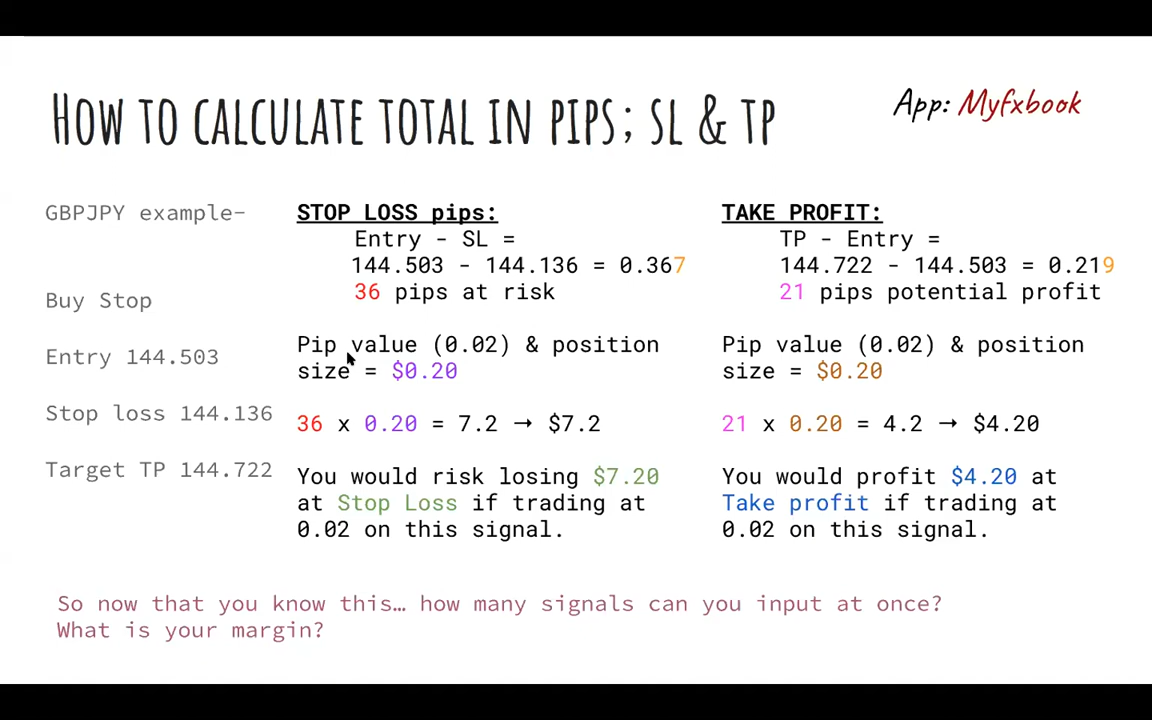 How to calculate total in pips; SL & TP
App: Myfxbook
GBPJPY example-
Buy Stop
Entry 144.503
Stop loss 144.136
Target TP 144.722
STOP LOSS pips:
Entry - SL =
144.503 - 144.136 = 0.367
36 pips at risk
Pip value (0.02) & position
size = $0.20
36 x 0.20 = 7.2 → $7.2
You would risk losing $7.20
at Stop Loss if trading at
0.02 on this signal.
TAKE PROFIT:
TP - Entry =
144.722 - 144.503 = 0.219
21 pips potential profit
Pip value (0.02) & position
size = $0.20
21 x 0.20 = 4.2 → $4.20
You would profit $4.20 at
Take profit if trading at
0.02 on this signal.
So now that you know this… how many signals can you input at once?
What is your margin?